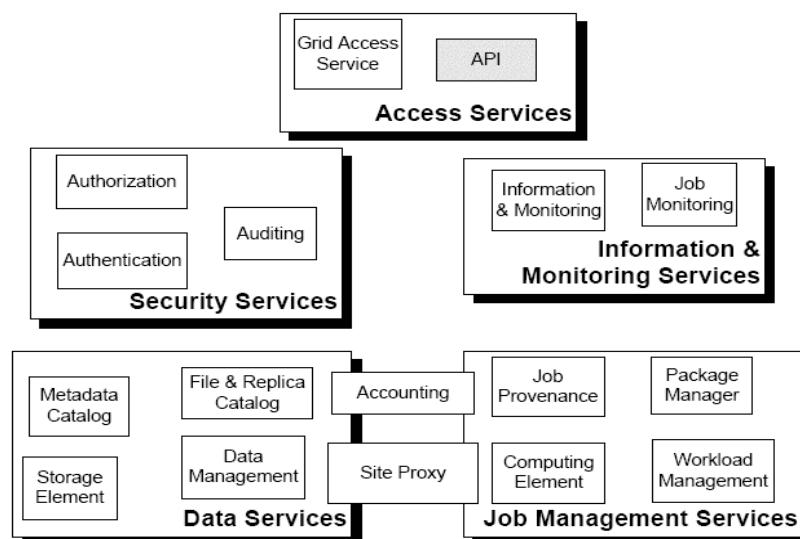 Grid Access
Service
API
Access Services
Authorization
Authentication
Auditing
Security Services
Information
& Monitoring
Job
Monitoring
Information &
Monitoring Services
Metadata
Catalog
File & Replica
Catalog
Storage
Element
Data
Management
Data Services
Accounting
Site Proxy
Job
Provenance
Package
Manager
Computing
Element
Workload
Management
Job Management Services